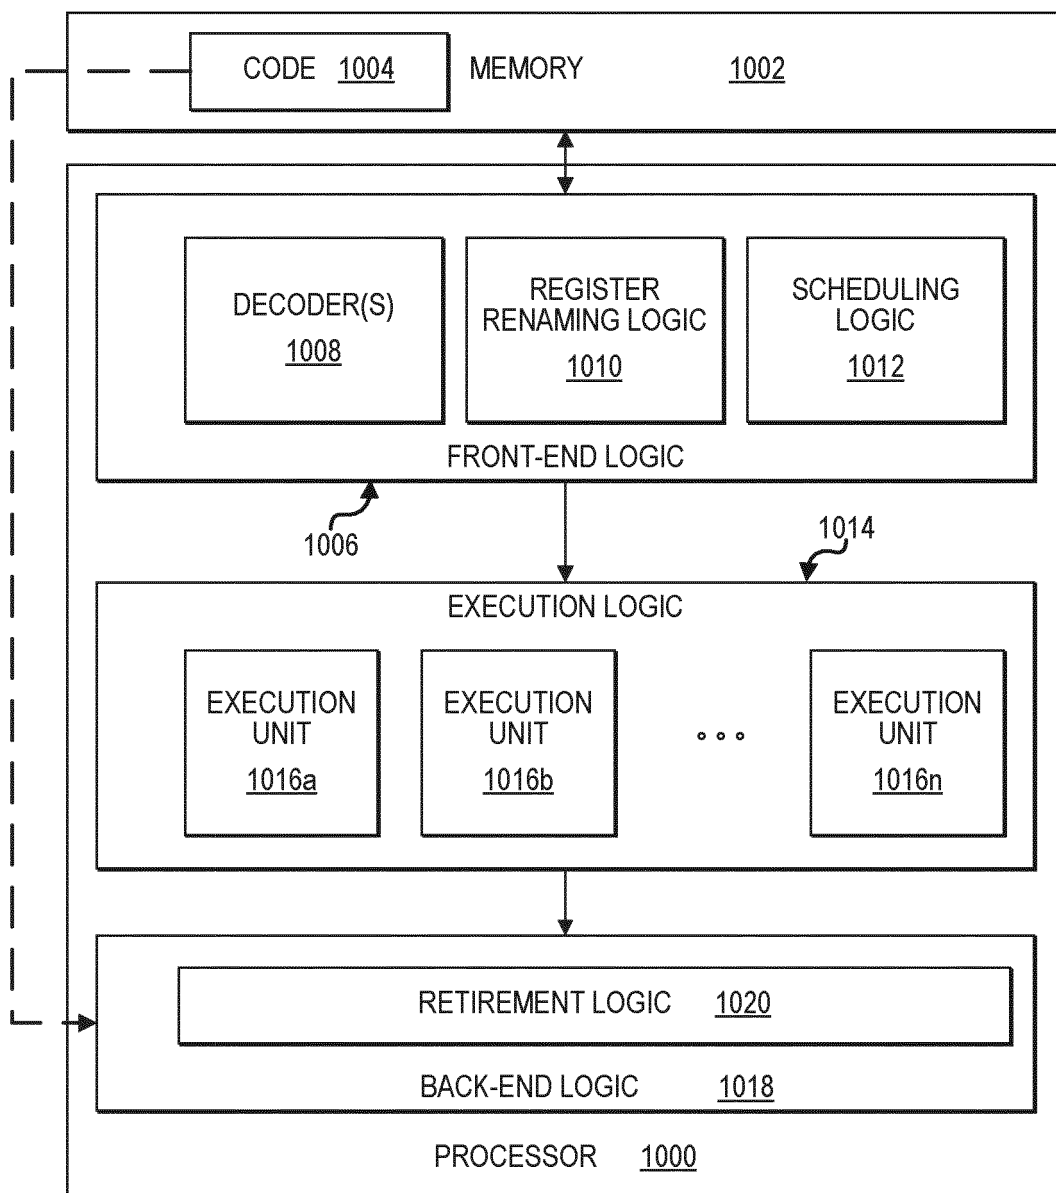 CODE 1004 MEMORY 1002
DECODER(S)
1008
REGISTER
RENAMING LOGIC
1010
SCHEDULING
LOGIC
1012
FRONT-END LOGIC
1006
1014
EXECUTION LOGIC
EXECUTION
UNIT
1016a
EXECUTION
UNIT
1016b
EXECUTION
UNIT
1016n
RETIREMENT LOGIC 1020
BACK-END LOGIC 1018
PROCESSOR 1000